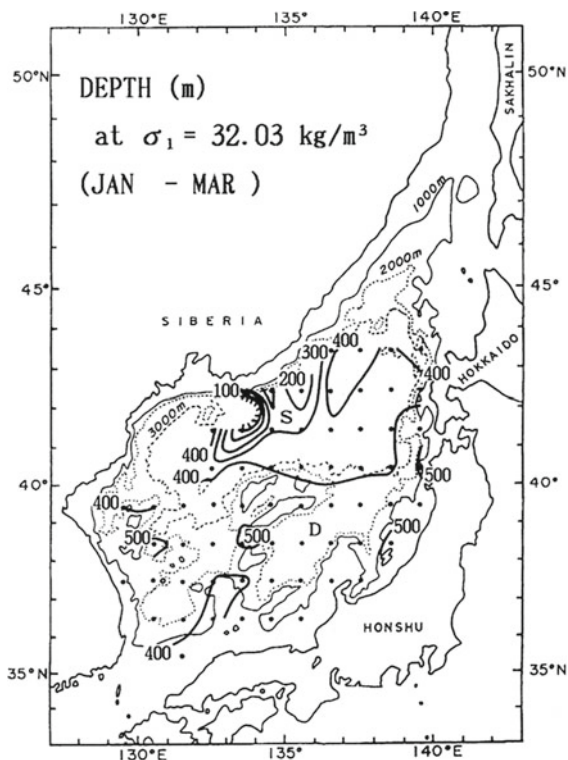 130°E 135°E 140°E
50°N 50°N
SAKHALIN
DEPTH (m)
at σ₁ = 32.03 kg/m³
(JAN - MAR )
1000m
2000m
45°N 45°N
SIBERIA
HOKKAIDO
300 400
100 200 400
3000m
S
400
400
40°N 500 40°N
400
500 500 D 500
HONSHU
400
35°N 35°N
130°E 135°E 140°E